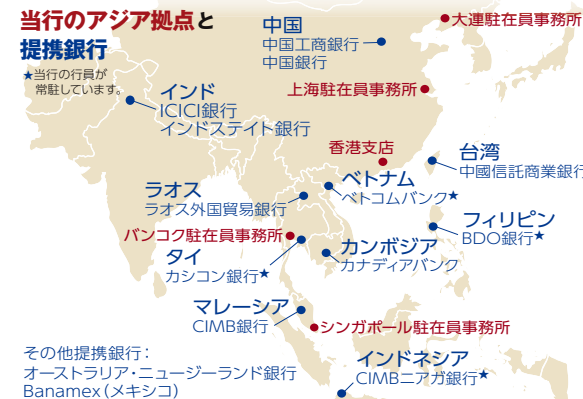 当行のアジア拠点と
提携銀行
★当行の行員が
常駐しています。
中国
中国工商銀行
中国銀行
大連駐在員事務所
上海駐在員事務所
インド
ICICI銀行
インドステイト銀行
香港支店
台湾
中國信託商業銀行
ラオス
ラオス外国貿易銀行
ベトナム
ベトコムバンク★
フィリピン
BDO銀行★
バンコク駐在員事務所
タイ
カシコン銀行★
カンボジア
カナディアバンク
マレーシア
CIMB銀行
シンガポール駐在員事務所
インドネシア
CIMBニアガ銀行★
その他提携銀行：
オーストラリア・ニュージーランド銀行
Banamex（メキシコ）